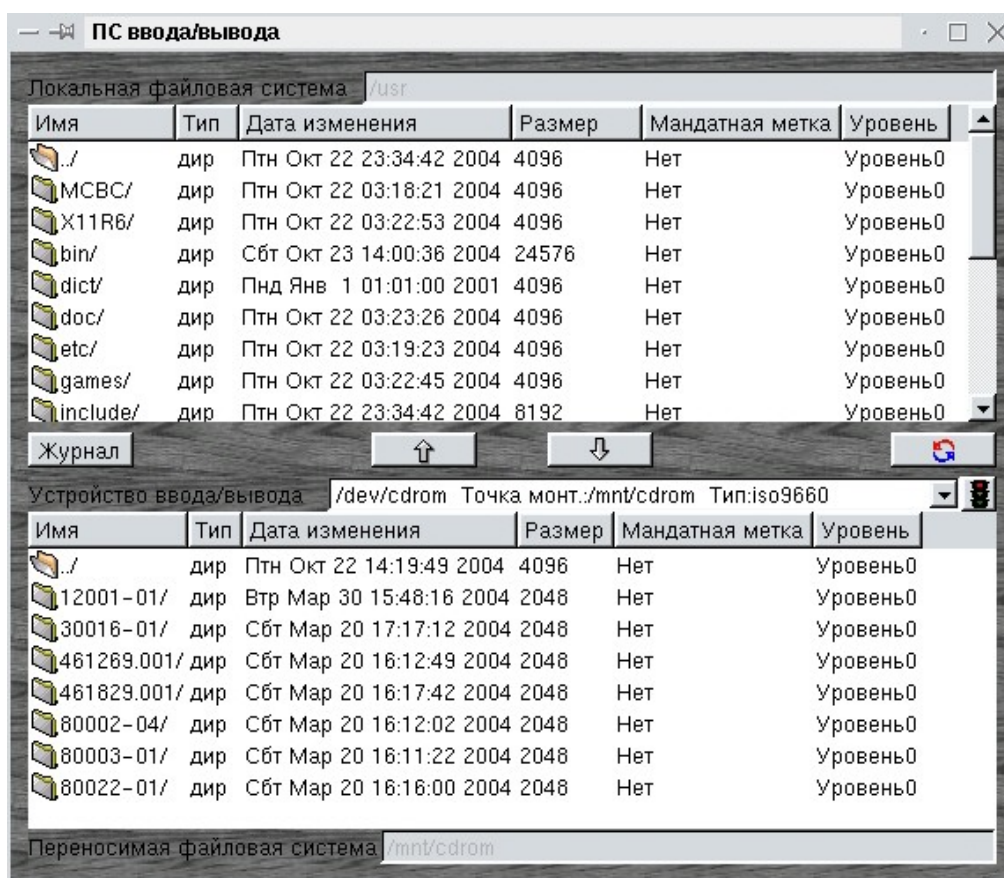 ПС ввода/вывода
Локальная файловая система /usr
Имя Тип Дата изменения Размер Мандатная метка Уровень
../ дир Птн Окт 22 23:34:42 2004 4096 Нет Уровень0
МСВС/ дир Птн Окт 22 03:18:21 2004 4096 Нет Уровень0
X11R6/ дир Птн Окт 22 03:22:53 2004 4096 Нет Уровень0
bin/ дир Сбт Окт 23 14:00:36 2004 24576 Нет Уровень0
dict/ дир Пнд Янв 1 01:01:00 2001 4096 Нет Уровень0
doc/ дир Птн Окт 22 03:23:26 2004 4096 Нет Уровень0
etc/ дир Птн Окт 22 03:19:23 2004 4096 Нет Уровень0
games/ дир Птн Окт 22 03:22:45 2004 4096 Нет Уровень0
include/ дир Птн Окт 22 23:34:42 2004 8192 Нет Уровень0
Журнал
Устройство ввода/вывода /dev/cdrom Точка монт.:/mnt/cdrom Тип:iso9660
Имя Тип Дата изменения Размер Мандатная метка Уровень
../ дир Птн Окт 22 14:19:49 2004 4096 Нет Уровень0
12001-01/ дир Втр Мар 30 15:48:16 2004 2048 Нет Уровень0
30016-01/ дир Сбт Мар 20 17:17:12 2004 2048 Нет Уровень0
461269.001/ дир Сбт Мар 20 16:12:49 2004 2048 Нет Уровень0
461829.001/ дир Сбт Мар 20 16:17:42 2004 2048 Нет Уровень0
80002-04/ дир Сбт Мар 20 16:12:02 2004 2048 Нет Уровень0
80003-01/ дир Сбт Мар 20 16:11:22 2004 2048 Нет Уровень0
80022-01/ дир Сбт Мар 20 16:16:00 2004 2048 Нет Уровень0
Переносимая файловая система /mnt/cdrom